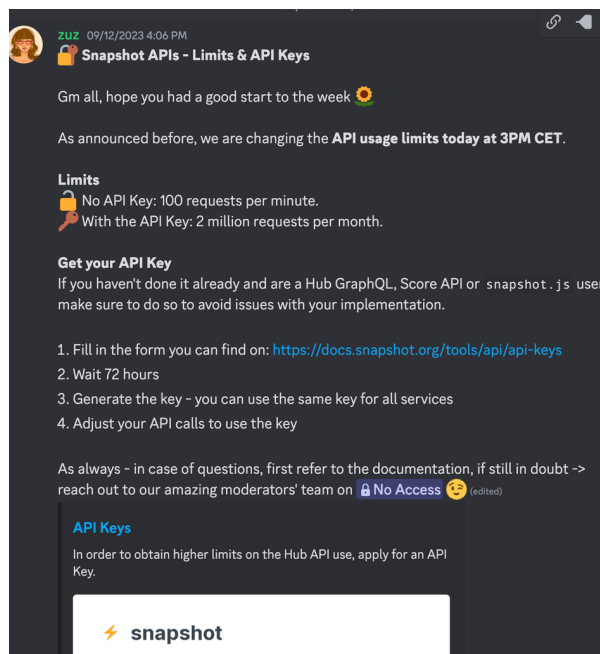 zuz 09/12/2023 4:06 PM
Snapshot APIs - Limits & API Keys
Gm all, hope you had a good start to the week
As announced before, we are changing the API usage limits today at 3PM CET.
Limits
No API Key: 100 requests per minute.
With the API Key: 2 million requests per month.
Get your API Key
If you haven't done it already and are a Hub GraphQL, Score API or snapshot.js
make sure to do so to avoid issues with your implementation.
1. Fill in the form you can find on: https://docs.snapshot.org/tools/api/api-keys
2. Wait 72 hours
3. Generate the key - you can use the same key for all services
4. Adjust your API calls to use the key
As always - in case of questions, first refer to the documentation, if still in doubt ->
reach out to our amazing moderators' team on No Access (edited)
API Keys
In order to obtain higher limits on the Hub API use, apply for an API
Key.
snapshot